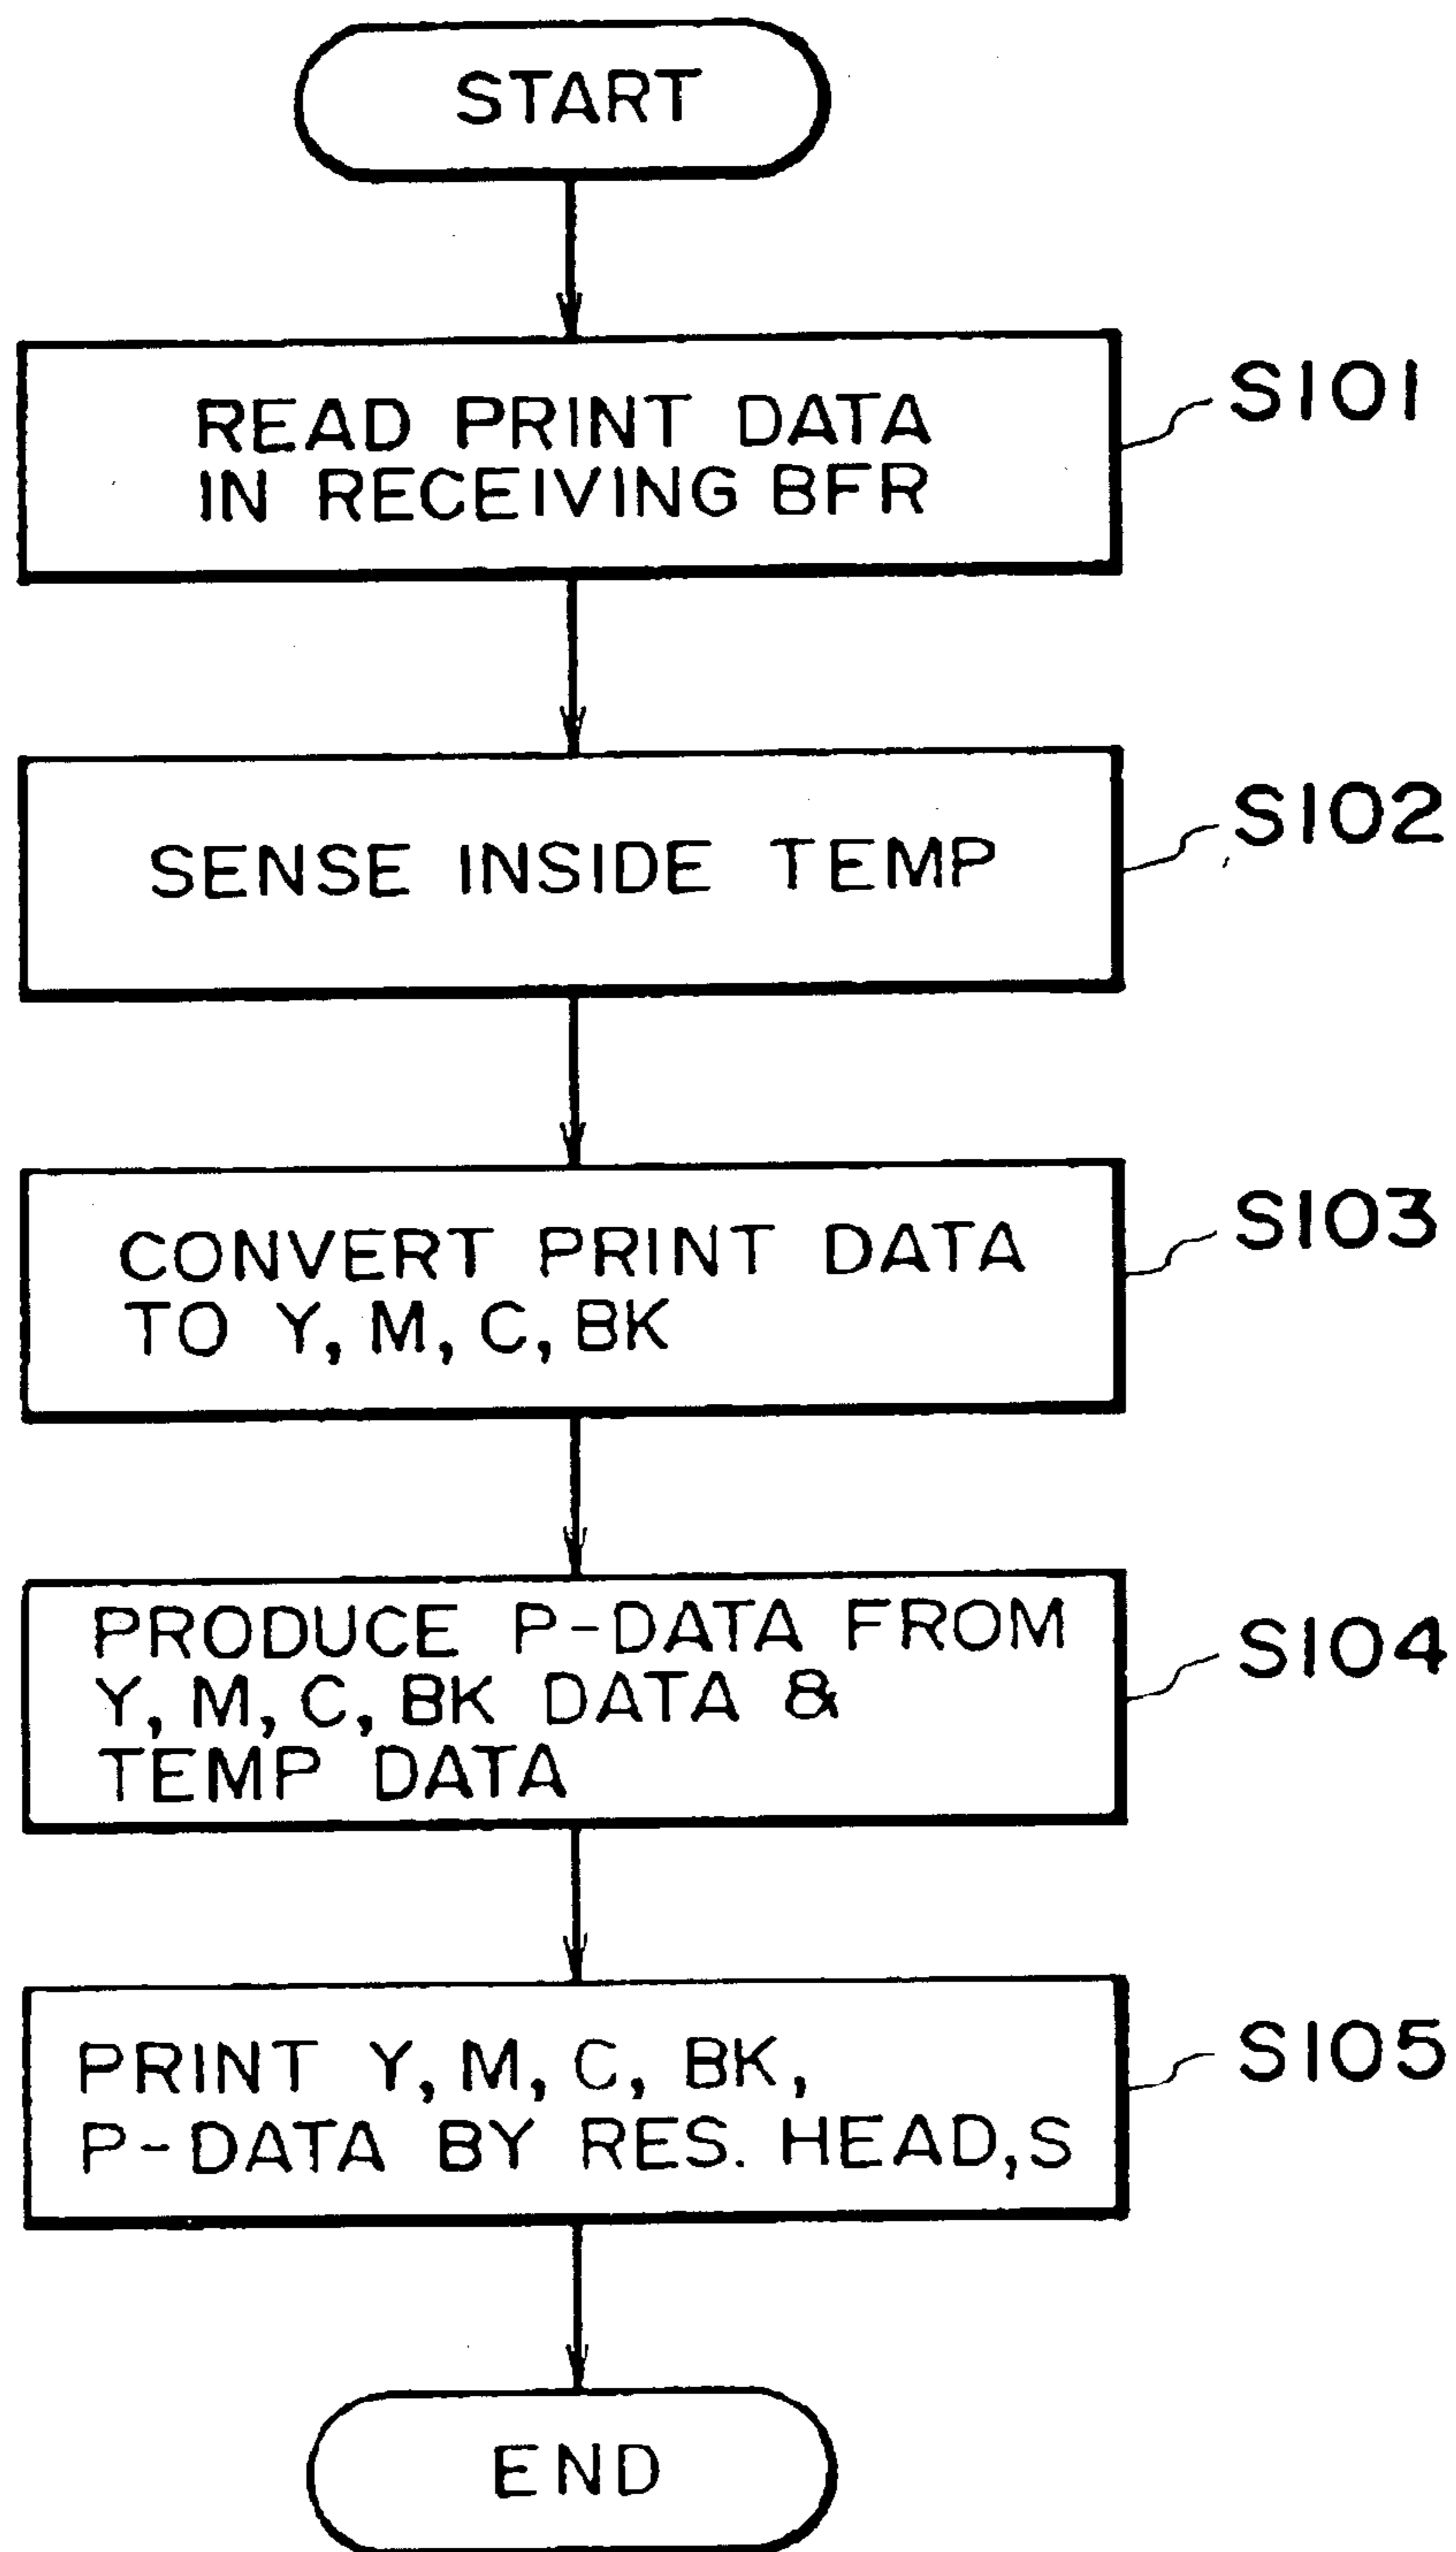 START
READ PRINT DATA
IN RECEIVING BFR
S101
SENSE INSIDE TEMP
S102
CONVERT PRINT DATA
TO Y, M, C, BK
S103
PRODUCE P-DATA FROM
Y, M, C, BK DATA &
TEMP DATA
S104
PRINT Y, M, C, BK,
P-DATA BY RES. HEAD,S
S105
END